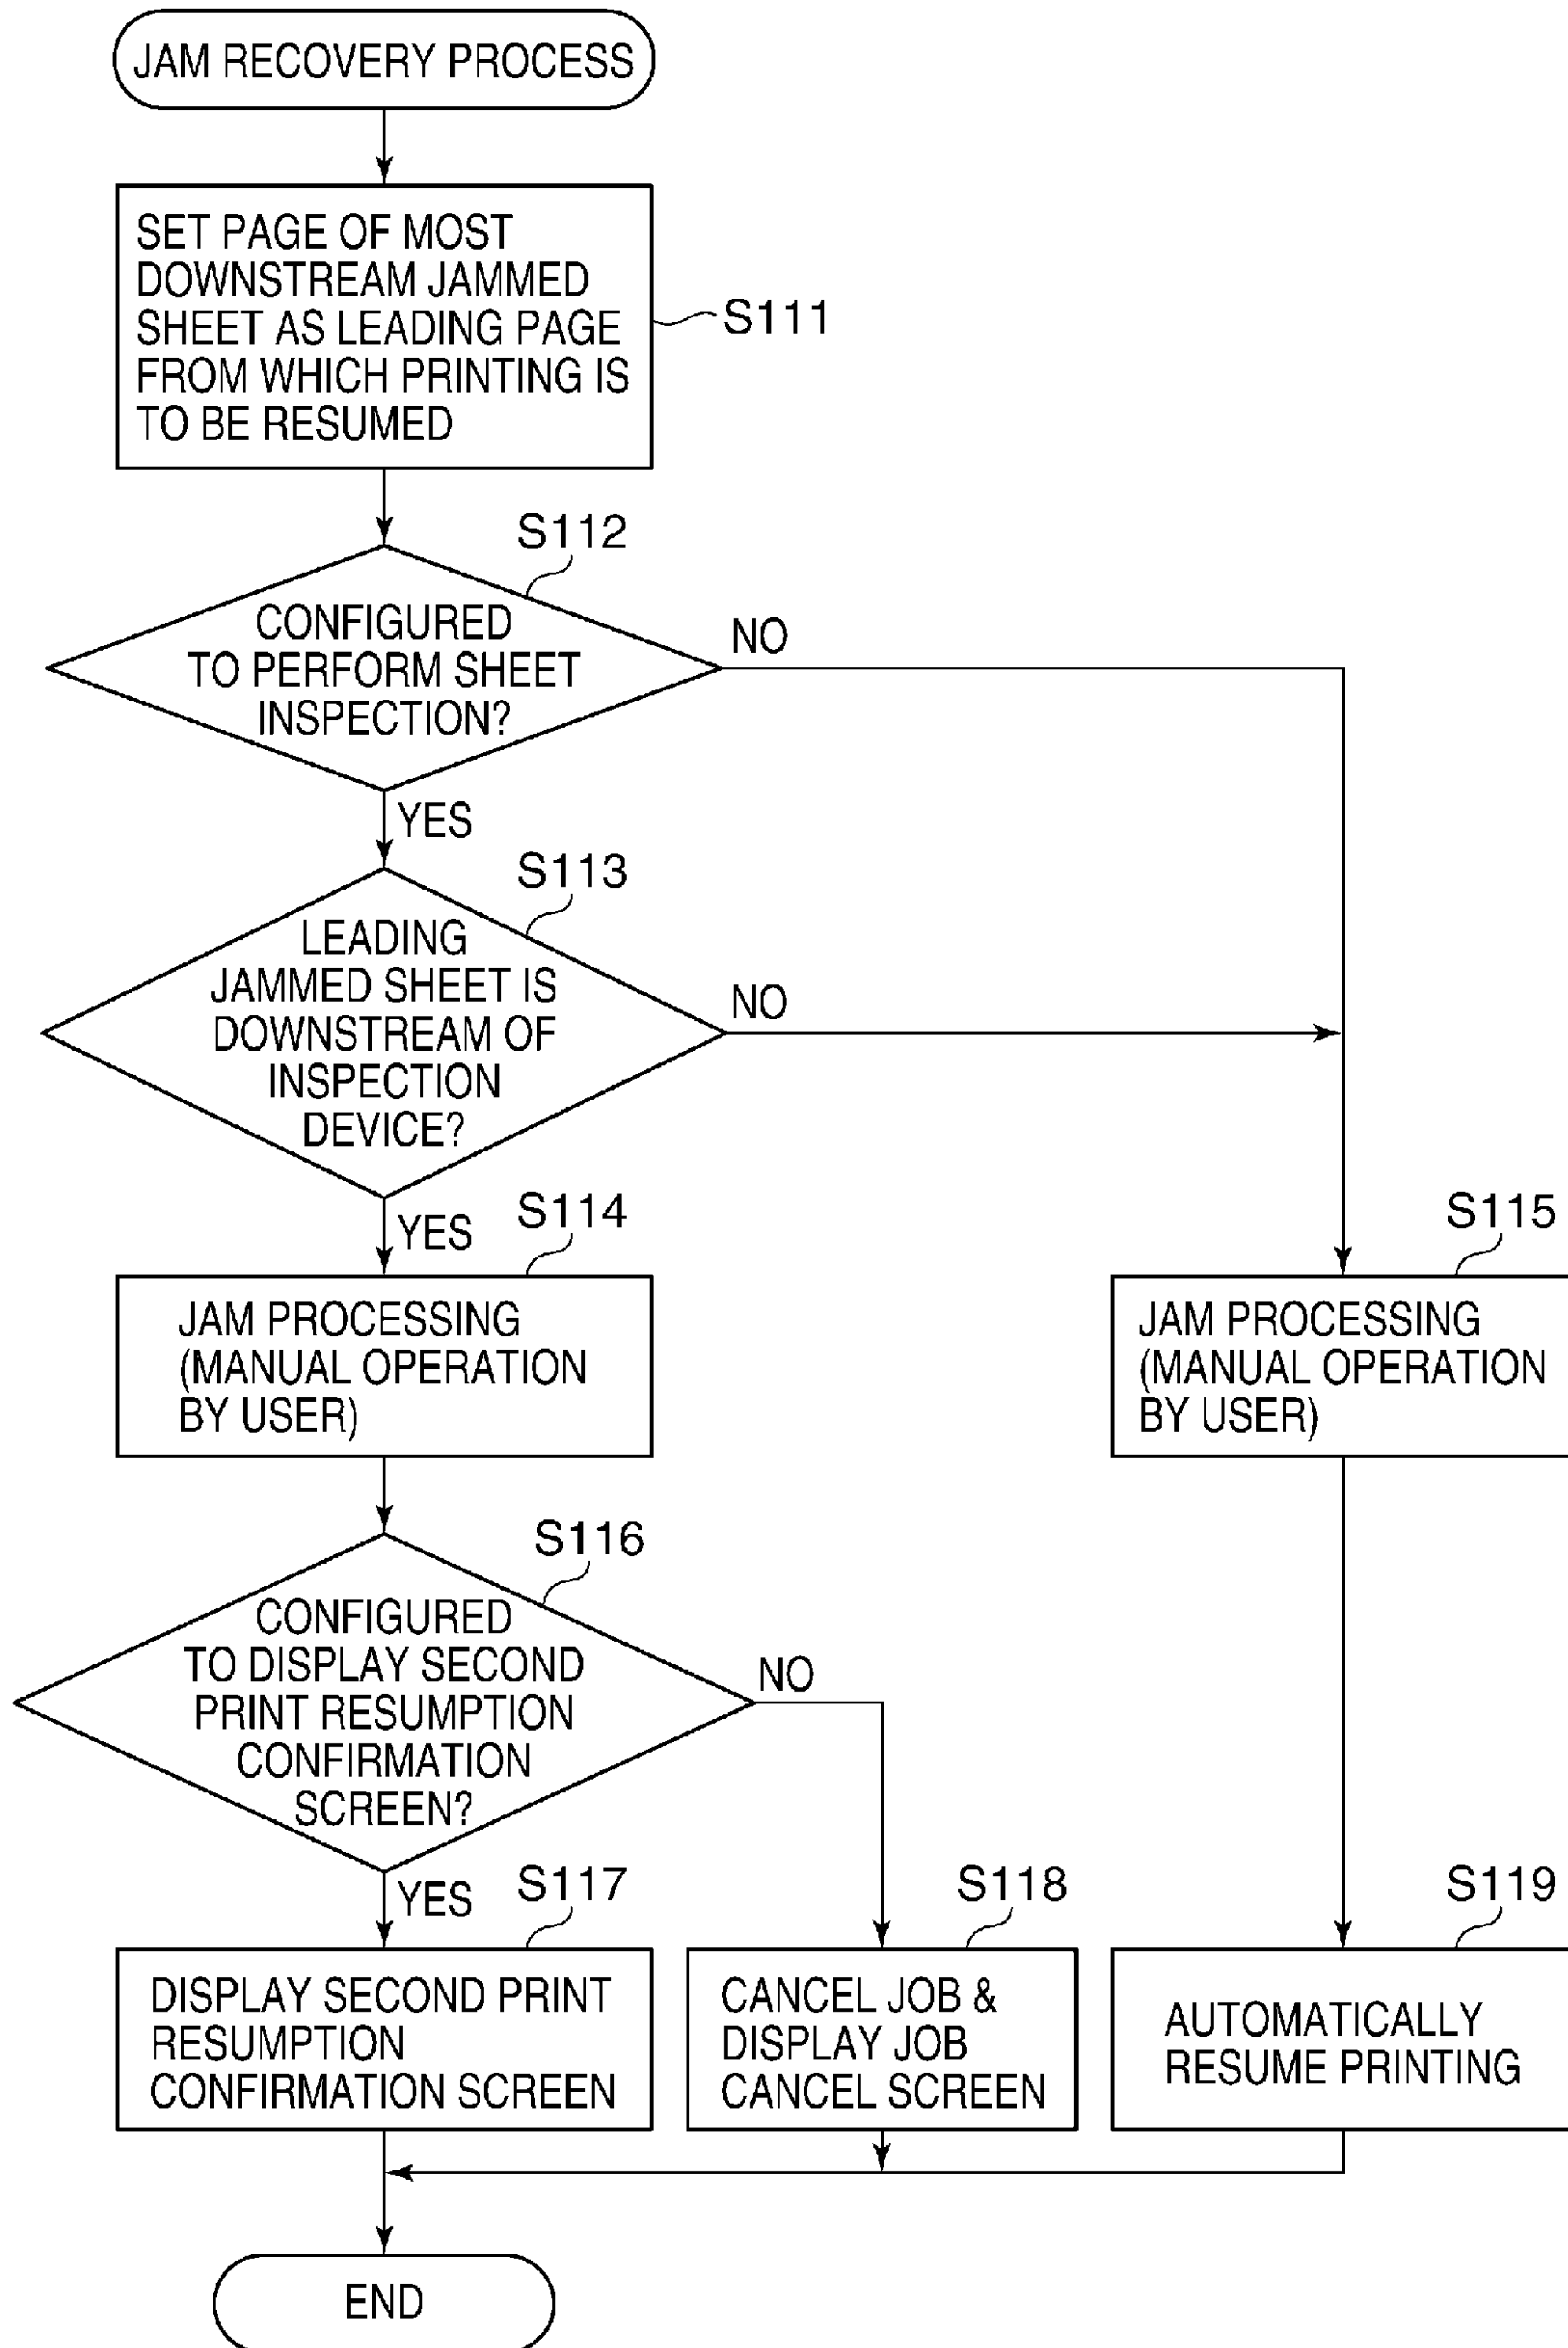 JAM RECOVERY PROCESS
SET PAGE OF MOST
DOWNSTREAM JAMMED
SHEET AS LEADING PAGE
FROM WHICH PRINTING IS
TO BE RESUMED
S111
S112
CONFIGURED
TO PERFORM SHEET
INSPECTION?
NO
YES
S113
LEADING
JAMMED SHEET IS
DOWNSTREAM OF
INSPECTION
DEVICE?
NO
YES
S114
JAM PROCESSING
(MANUAL OPERATION
BY USER)
S115
JAM PROCESSING
(MANUAL OPERATION
BY USER)
S116
CONFIGURED
TO DISPLAY SECOND
PRINT RESUMPTION
CONFIRMATION
SCREEN?
NO
YES
S117
DISPLAY SECOND PRINT
RESUMPTION
CONFIRMATION SCREEN
S118
CANCEL JOB &
DISPLAY JOB
CANCEL SCREEN
S119
AUTOMATICALLY
RESUME PRINTING
END